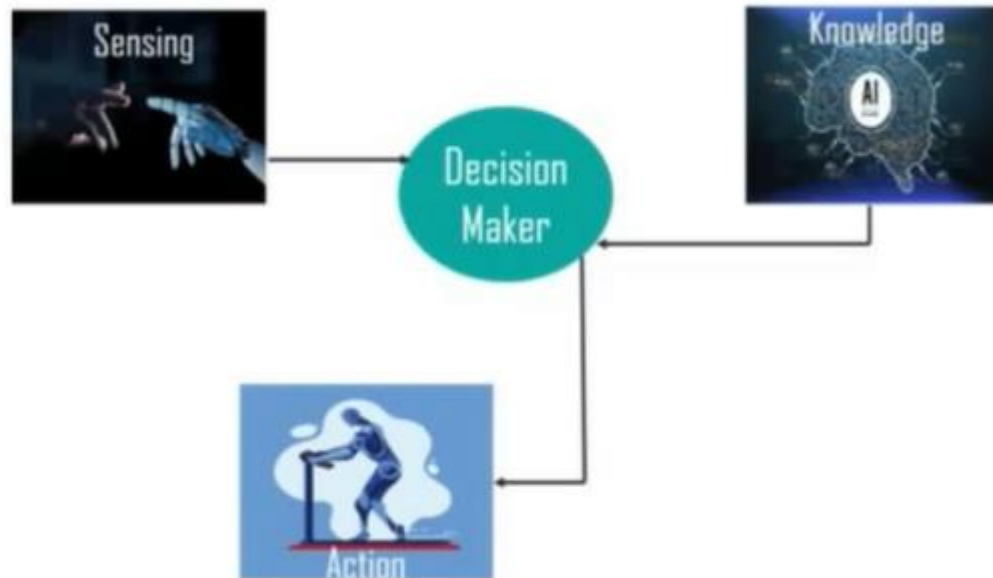 Sensing
Knowledge
AI
Decision
Maker
Action